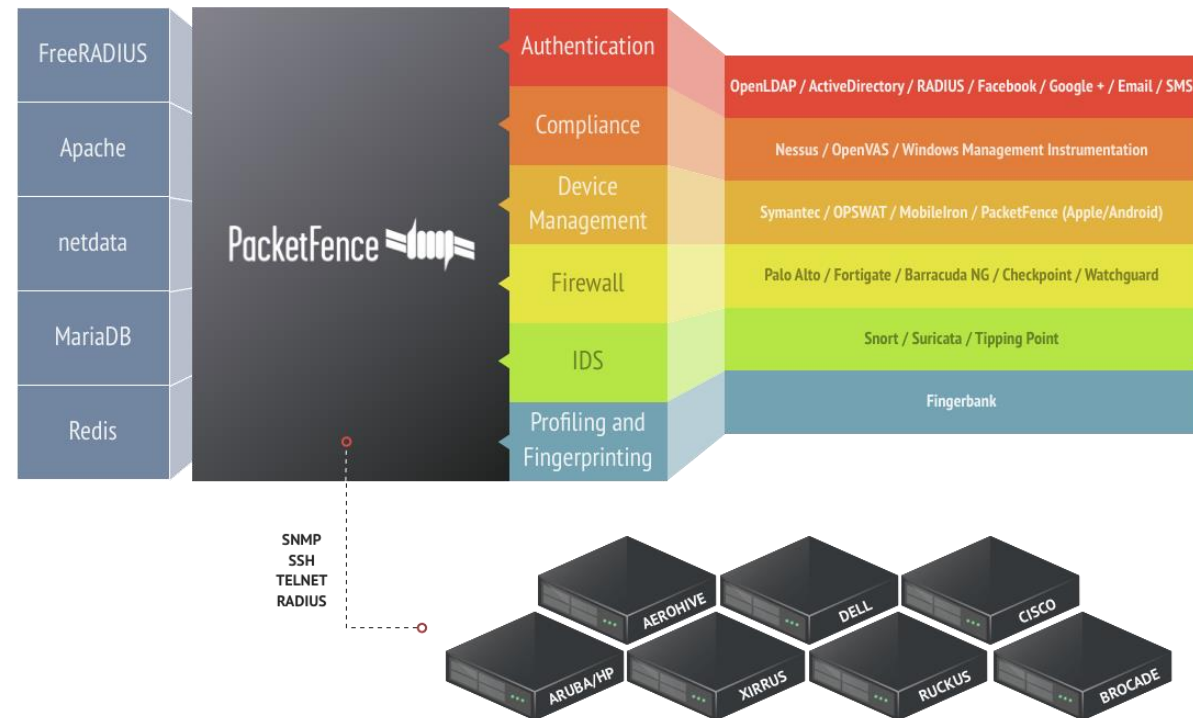 FreeRADIUS
Apache
netdata
MariaDB
Redis
PacketFence
Authentication
Compliance
Device
Management
Firewall
IDS
Profiling and
Fingerprinting
OpenLDAP / ActiveDirectory / RADIUS / Facebook / Google + / Email / SMS
Nessus / OpenVAS / Windows Management Instrumentation
Symantec / OPSWAT / MobileIron / PacketFence (Apple/Android)
Palo Alto / Fortigate / Barracuda NG / Checkpoint / Watchguard
Snort / Suricata / Tipping Point
Fingerbank
SNMP
SSH
TELNET
RADIUS
AEROHIVE
DELL
CISCO
ARUBA/HP
XIRRUS
RUCKUS
BROCADE